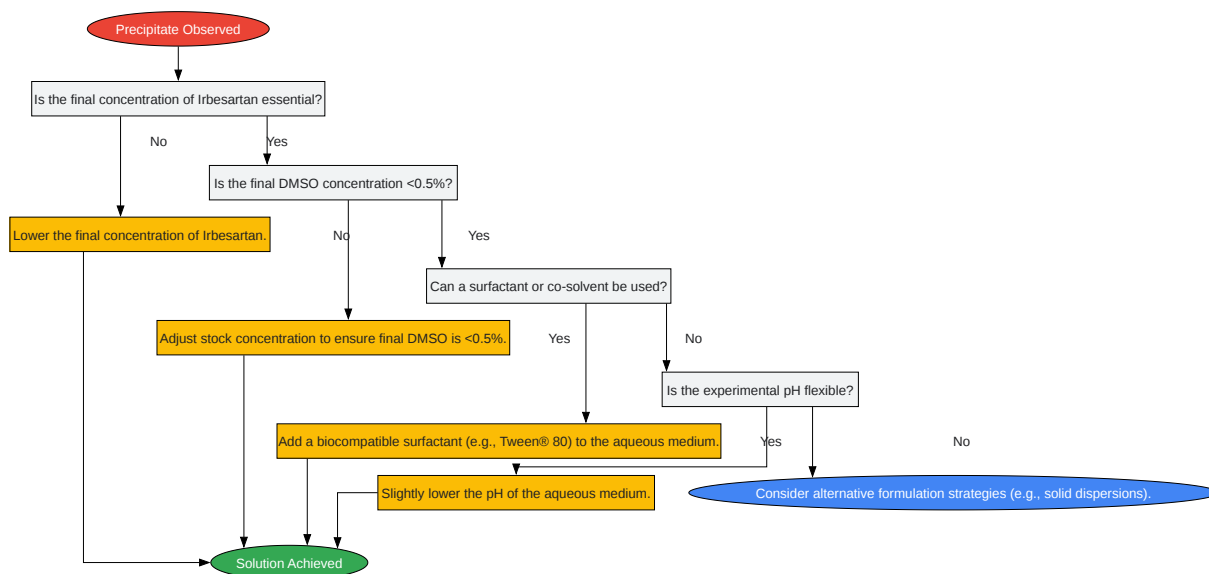 Precipitate Observed
Is the final concentration of Irbesartan essential?
No
Yes
Is the final DMSO concentration <0.5%?
Lower the final concentration of Irbesartan.
No
Yes
Can a surfactant or co-solvent be used?
Adjust stock concentration to ensure final DMSO is <0.5%.
Yes
No
Is the experimental pH flexible?
Add a biocompatible surfactant (e.g., Tween® 80) to the aqueous medium.
Yes
No
Slightly lower the pH of the aqueous medium.
Consider alternative formulation strategies (e.g., solid dispersions).
Solution Achieved